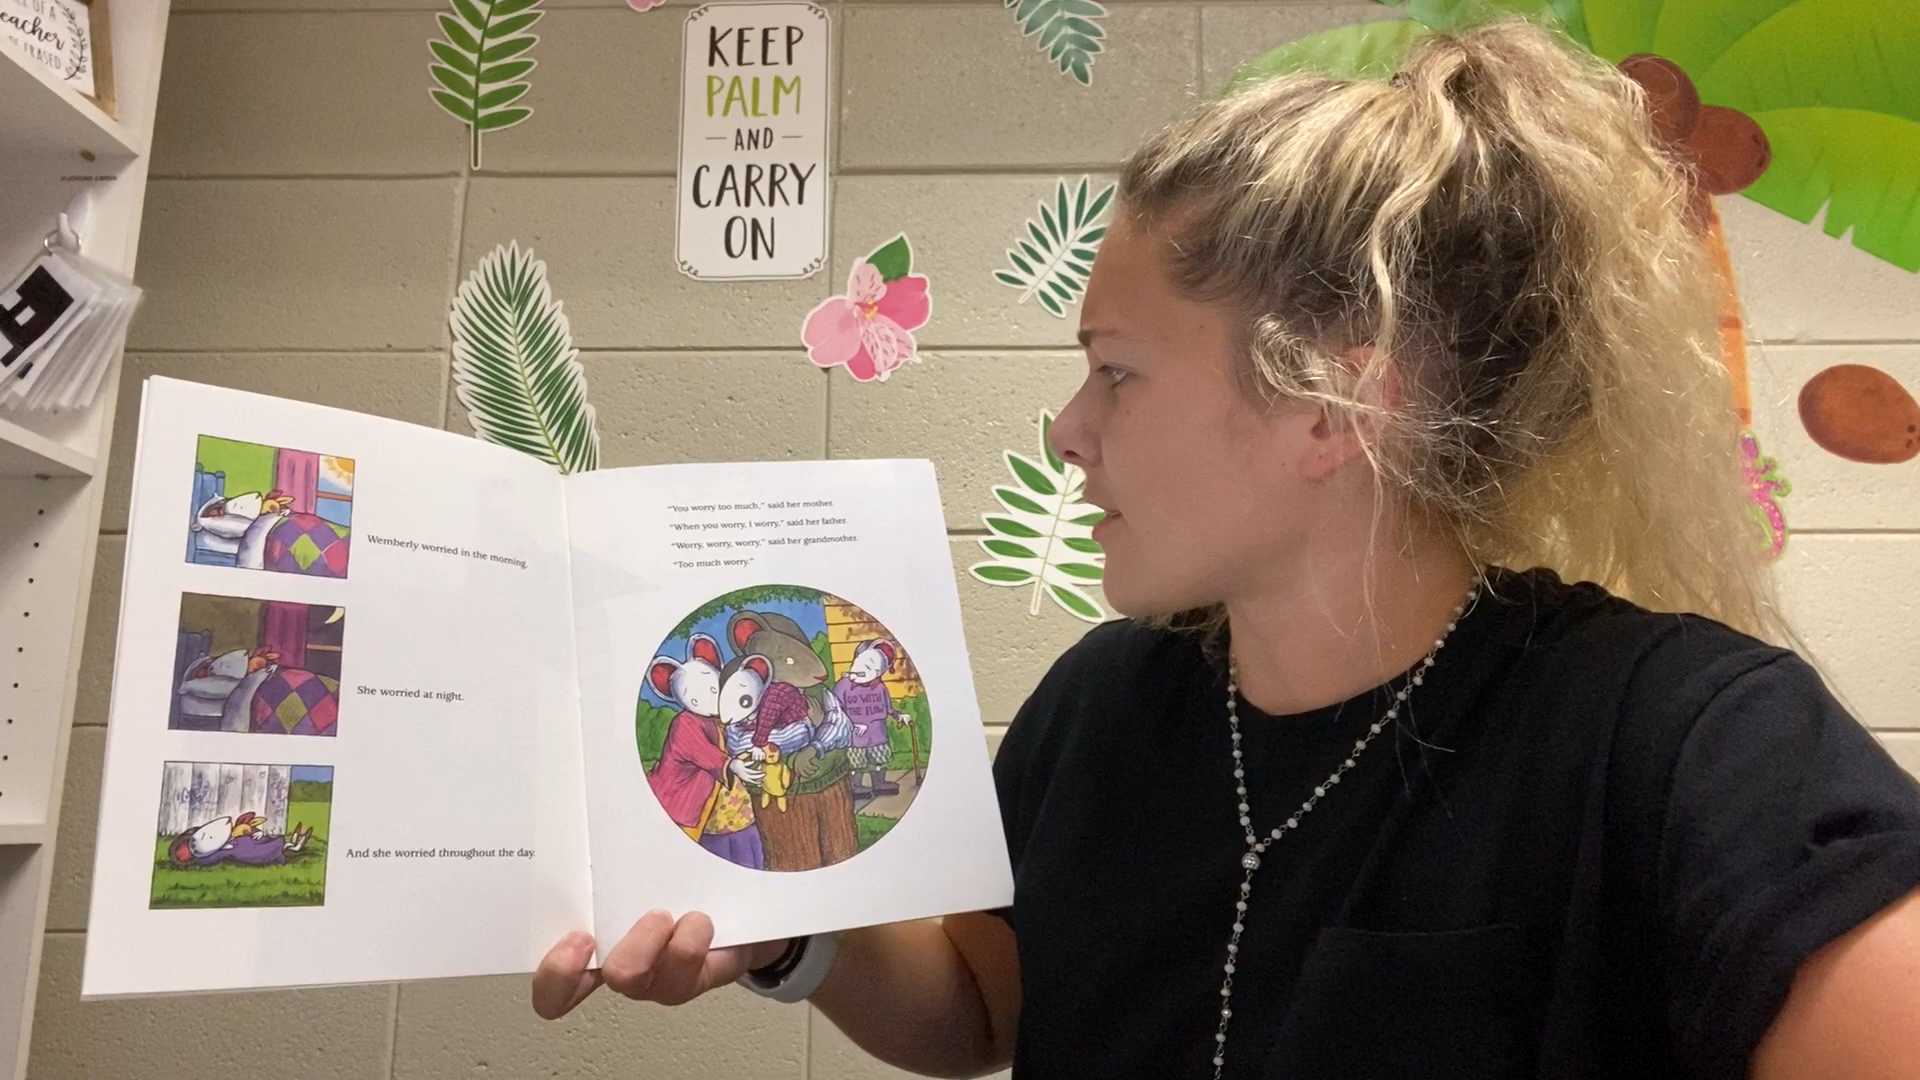 eacher
KEEP
PALM
AND
CARRY
ON
Wemberly worried in the morning.
She worried at night.
And she worried throughout the day.
"You worry too much," said her mother.
"When you worry, I worry," said her father.
"Worry, worry, worry," said her grandmother.
"Too much worry."
GO WITH
THE FLOW